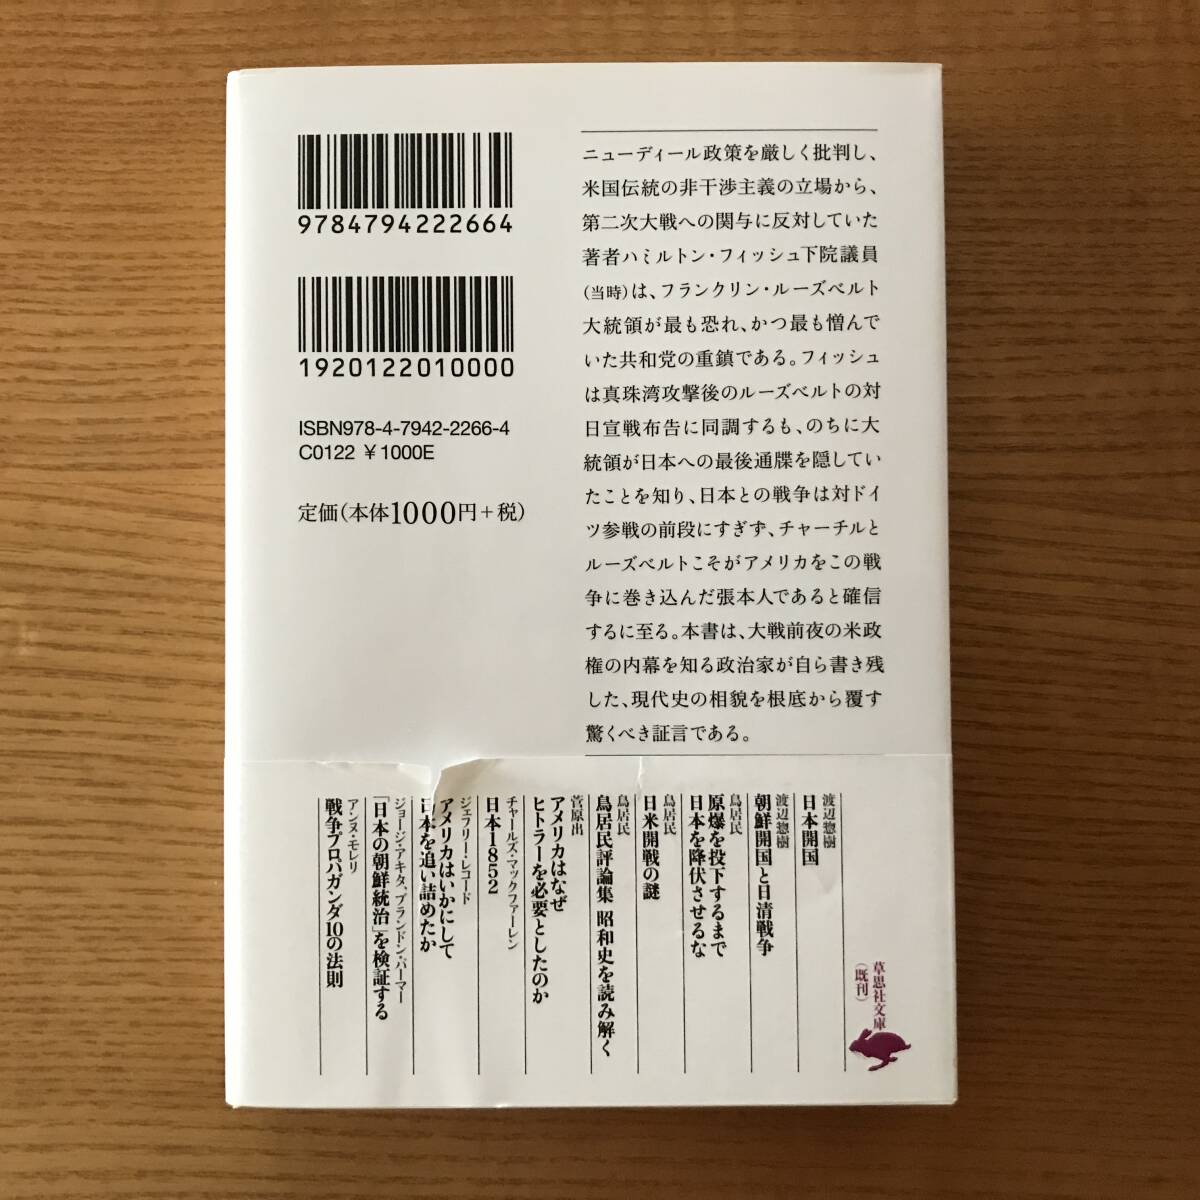 9784794222664
1920122010000
ISBN978-4-7942-2266-4
C0122 ￥1000E
定価(本体1000円+税)
ニューディール政策を厳しく批判し、
米国伝統の非干渉主義の立場から、
第二次大戦への関与に反対していた
著者ハミルトン・フィッシュ下院議員
(当時)は、フランクリン・ルーズベルト
大統領が最も恐れ、かつ最も憎んで
いた共和党の重鎮である。フィッシュ
は真珠湾攻撃後のルーズベルトの対
日宣戦布告に同調するも、のちに大
統領が日本への最後通牒を隠してい
たことを知り、日本との戦争は対ドイ
ツ参戦の前段にすぎず、チャーチルと
ルーズベルトこそがアメリカをこの戦
争に巻き込んだ張本人であると確信
するに至る。本書は、大戦前夜の米政
権の内幕を知る政治家が自ら書き残
した、現代史の相貌を根底から覆す
驚くべき証言である。
草思社文庫
(既刊)
渡辺惣樹
日本開国
渡辺惣樹
朝鮮開国と日清戦争
鳥居民
原爆を投下するまで
日本を降伏させるな
鳥居民
日米開戦の謎
鳥居民
鳥居民評論集 昭和史を読み解く
菅原出
アメリカはなぜ
ヒトラーを必要としたのか
チャールズ・マックファーレン
日本1852
ジェフリー・レコード
アメリカはいかにして
日本を追い詰めたか
ジョージ・アキタ、ブランドン・パーマー
「日本の朝鮮統治」を検証する
アンヌ・モレリ
戦争プロパガンダ10の法則